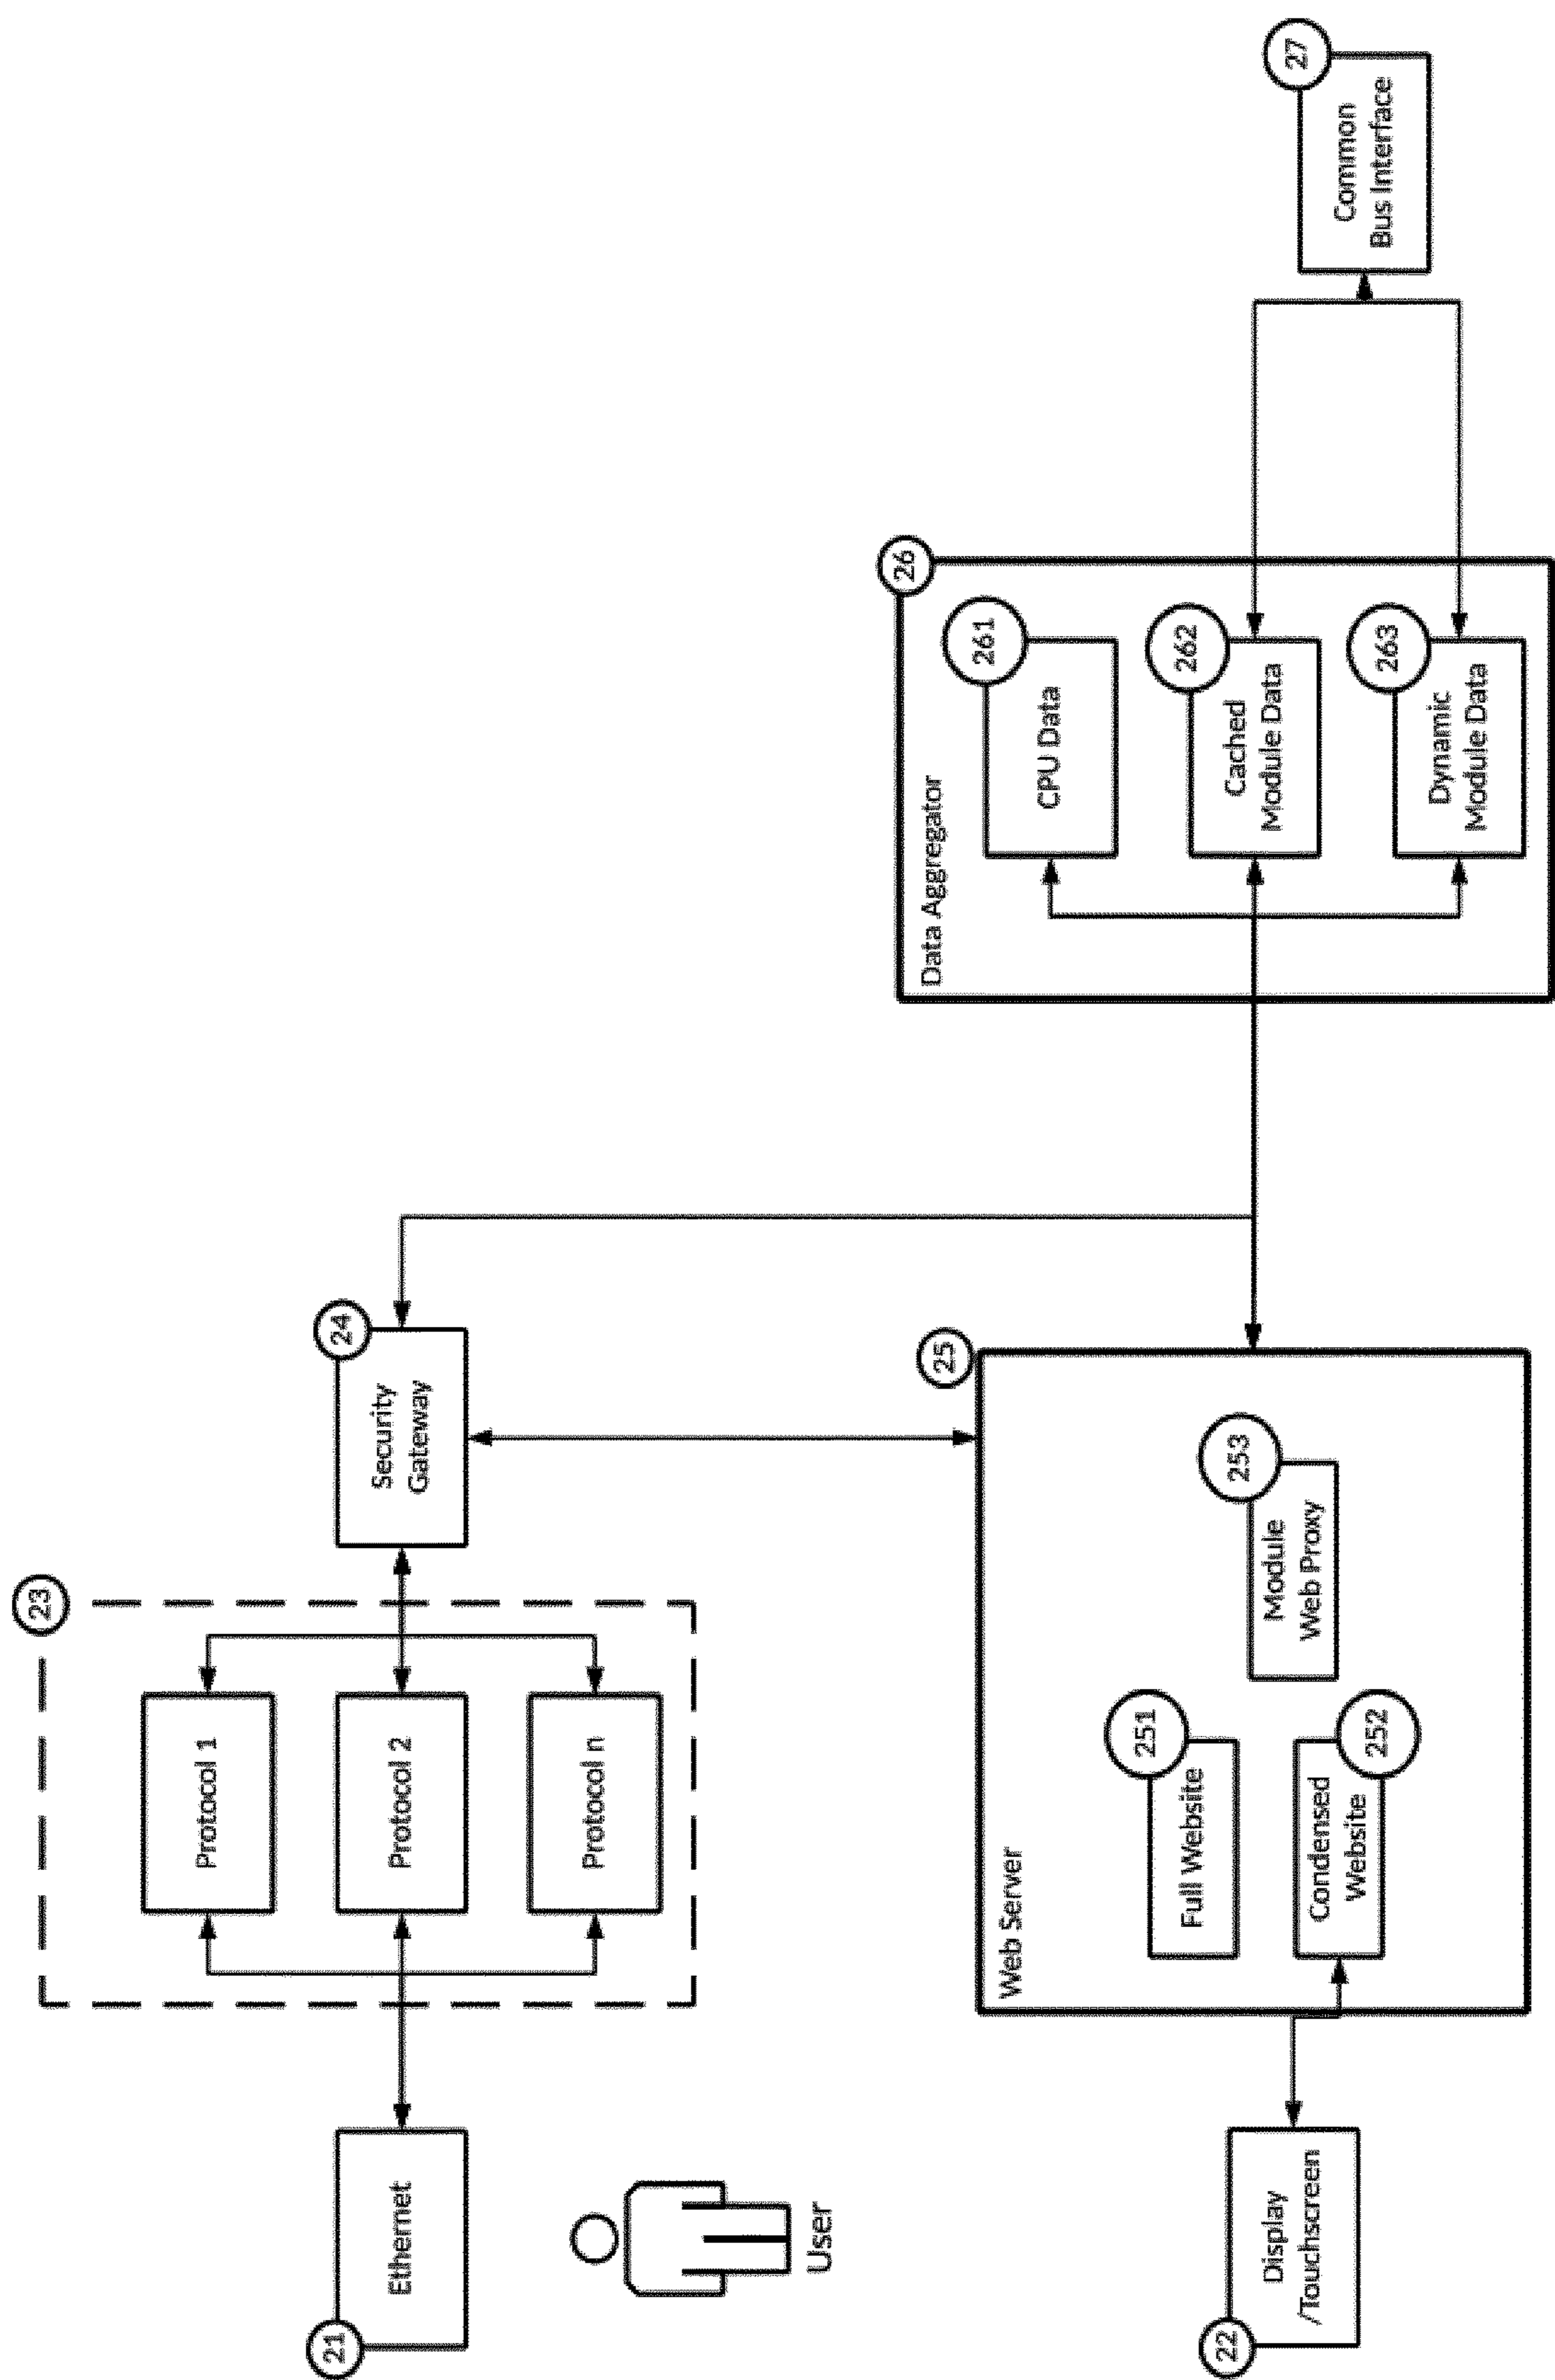 23
Protocol 1
Protocol 2
Protocol n
21
Ethernet
24
Security
Gateway
User
25
Web Server
251
Full Website
252
Condensed
Website
253
Module
Web Proxy
22
Display
/Touchscreen
26
Data Aggregator
261
CPU Data
262
Cached
Module Data
263
Dynamic
Module Data
27
Common
Bus Interface